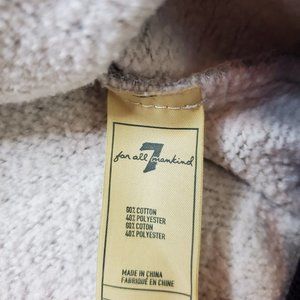 for all 7 mankind
60% COTTON
40% POLYESTER
60% COTON
40% POLYESTER
MADE IN CHINA
FABRIQUÉ EN CHINE